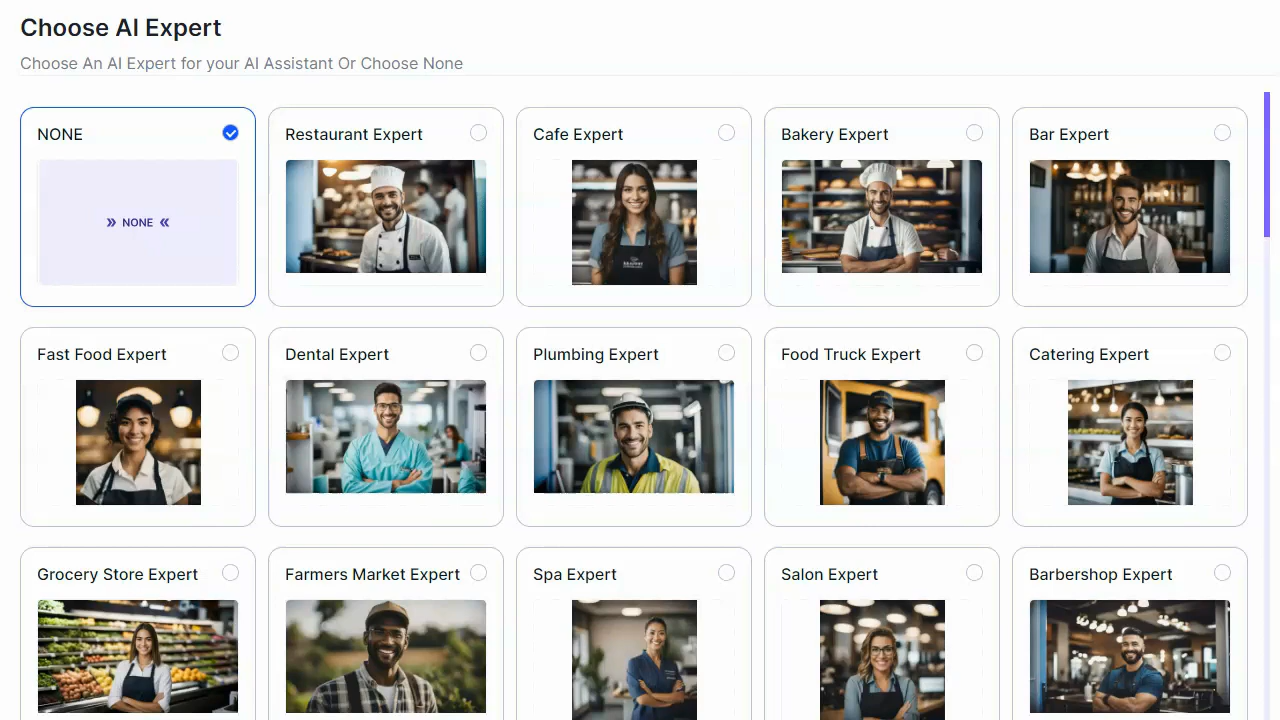 Choose AI Expert
Choose An AI Expert for your AI Assistant Or Choose None
NONE
Restaurant Expert
Cafe Expert
Bakery Expert
Bar Expert
» NONE «
Fast Food Expert
Dental Expert
Plumbing Expert
Food Truck Expert
Catering Expert
Grocery Store Expert
Farmers Market Expert
Spa Expert
Salon Expert
Barbershop Expert